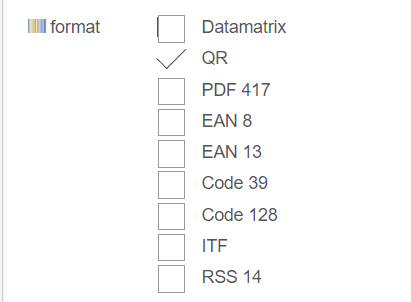 format
Datamatrix
QR
PDF 417
EAN 8
EAN 13
Code 39
Code 128
ITF
RSS 14